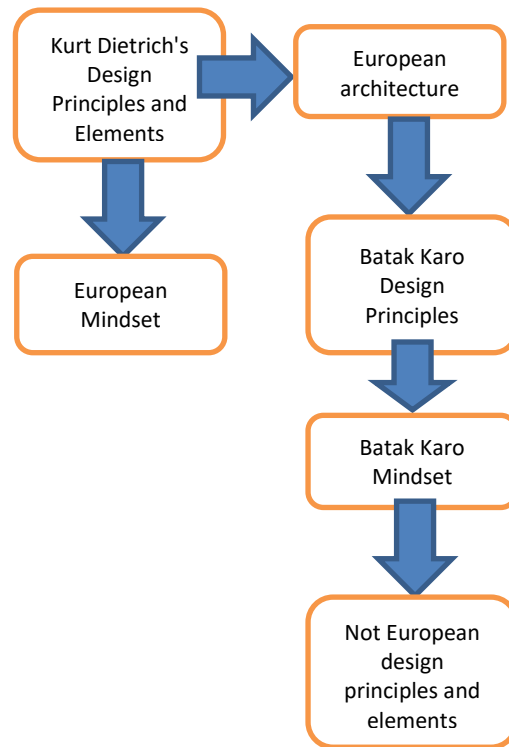 Kurt Dietrich's
Design
Principles and
Elements
European
architecture
European
Mindset
Batak Karo
Design
Principles
Batak Karo
Mindset
Not European
design
principles and
elements